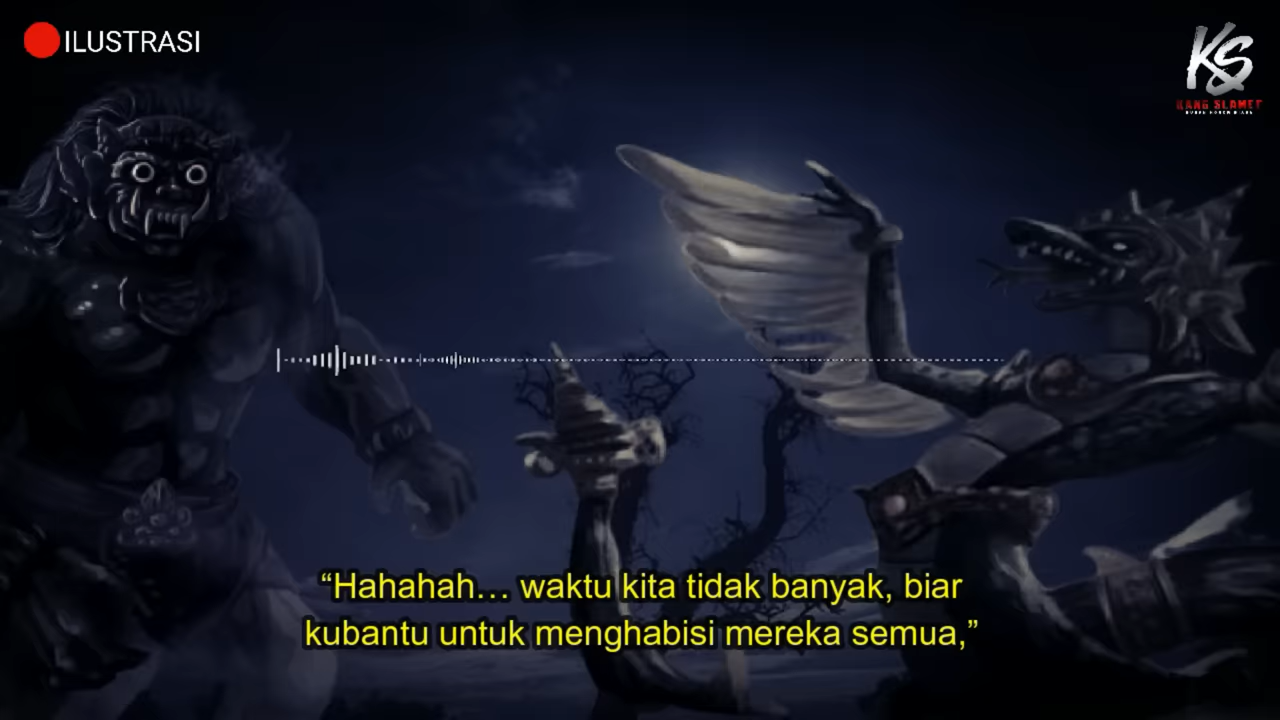 ILUSTRASI
KS
KANG SLAMET
“Hahahah… waktu kita tidak banyak, biar
kubantu untuk menghabisi mereka semua,”